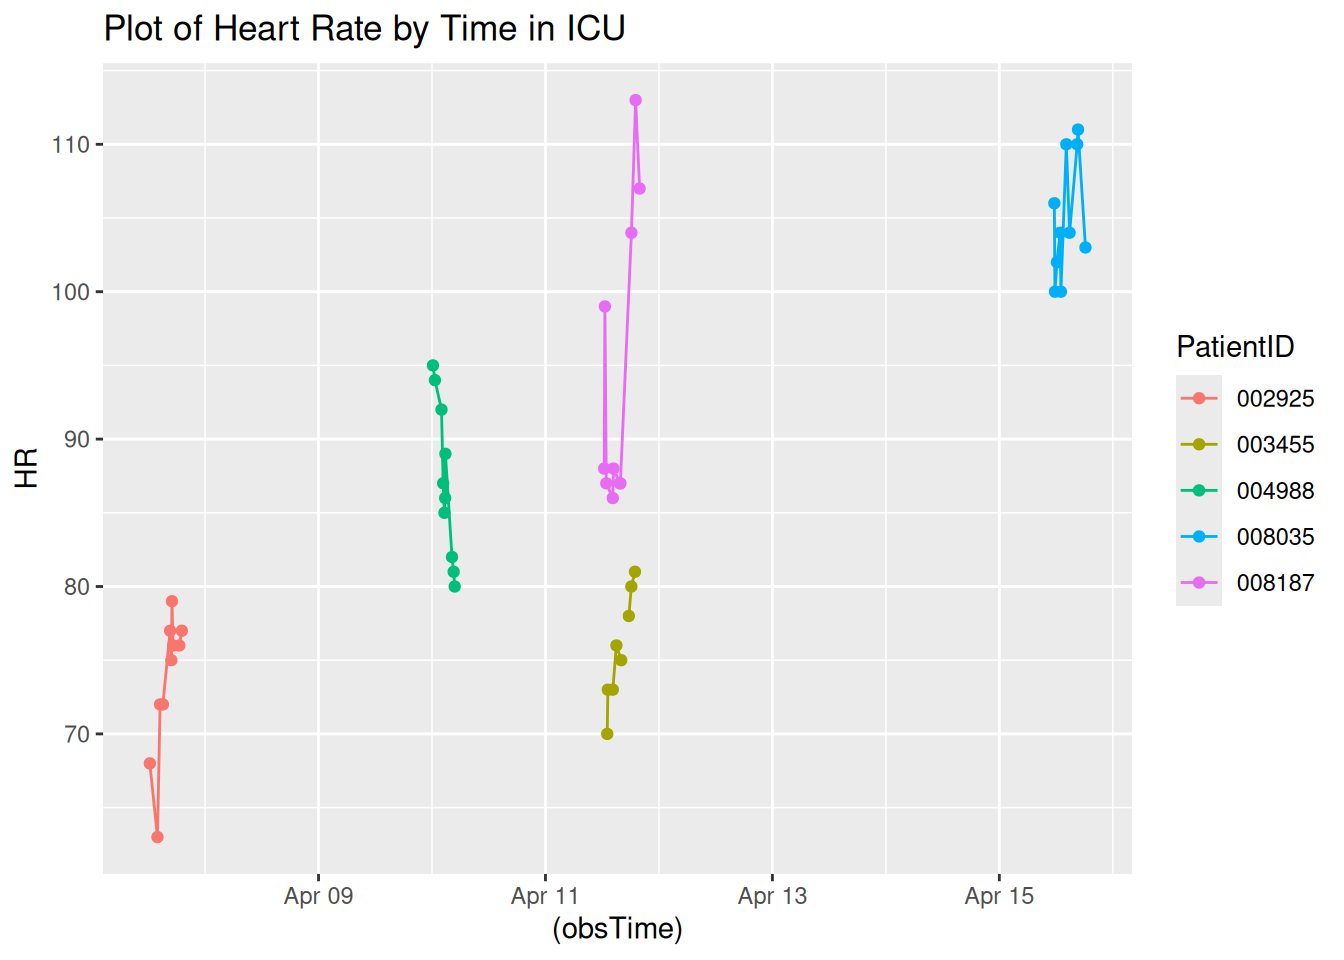 Plot of Heart Rate by Time in ICU
110
100
90
80
70
HR
Apr 09
Apr 11
Apr 13
Apr 15
(obsTime)
PatientID
002925
003455
004988
008035
008187